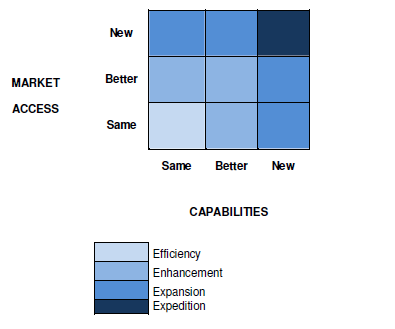 New
MARKET
Better
ACCESS
Same
Same Better New
CAPABILITIES
Efficiency
Enhancement
Expansion
Expedition